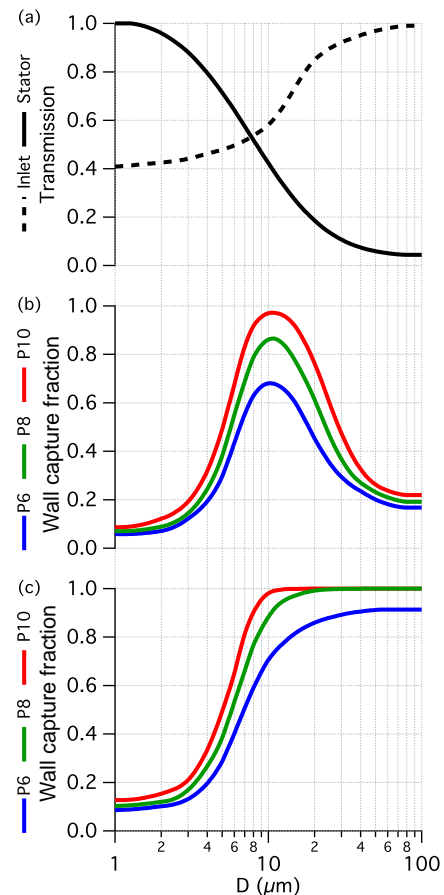 (a)
Inlet Stator
Transmission
1.0
0.8
0.6
0.4
0.2
0.0
(b)
P6 P8 P10
Wall capture fraction
1.0
0.8
0.6
0.4
0.2
0.0
(c)
P6 P8 P10
Wall capture fraction
1.0
0.8
0.6
0.4
0.2
0.0
1 2 4 6 8 10 2 4 6 8 100
D (μm)